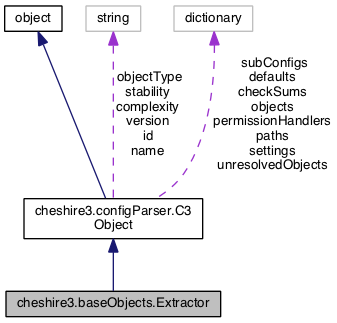 object
string
dictionary
objectType
stability
complexity
version
id
name
subConfigs
defaults
checkSums
objects
permissionHandlers
paths
settings
unresolvedObjects
cheshire3.configParser.C3
Object
cheshire3.baseObjects.Extractor